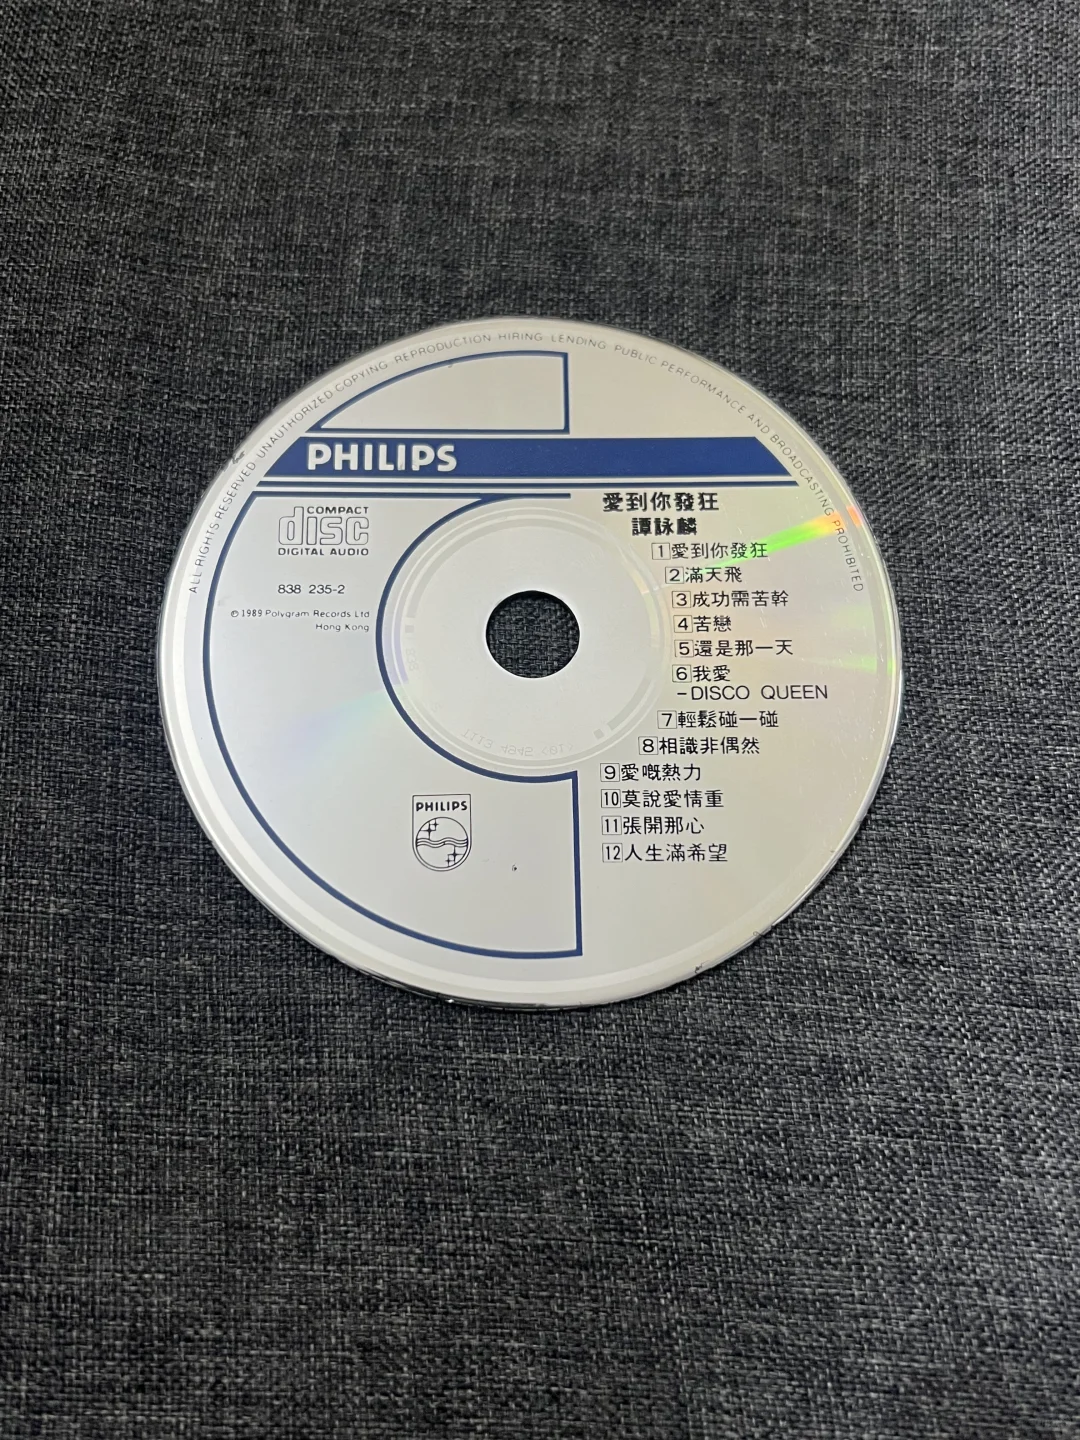 ALL RIGHTS RESERVED·UNAUTHORIZED COPYING·REPRODUCTION·HIRING·LENDING·PUBLIC PERFORMANCE AND BROADCASTING PROHIBITED
PHILIPS
COMPACT
disc
DIGITAL AUDIO
838 235-2
©1989 Polygram Records Ltd
Hong Kong
愛到你發狂
譚詠麟
1 愛到你發狂
2 滿天飛
3 成功需苦幹
4 苦戀
5 還是那一天
6 我愛
-DISCO QUEEN
7 輕鬆碰一碰
8 相識非偶然
9 愛嘅熱力
10 莫說愛情重
11 張開那心
12 人生滿希望
PHILIPS